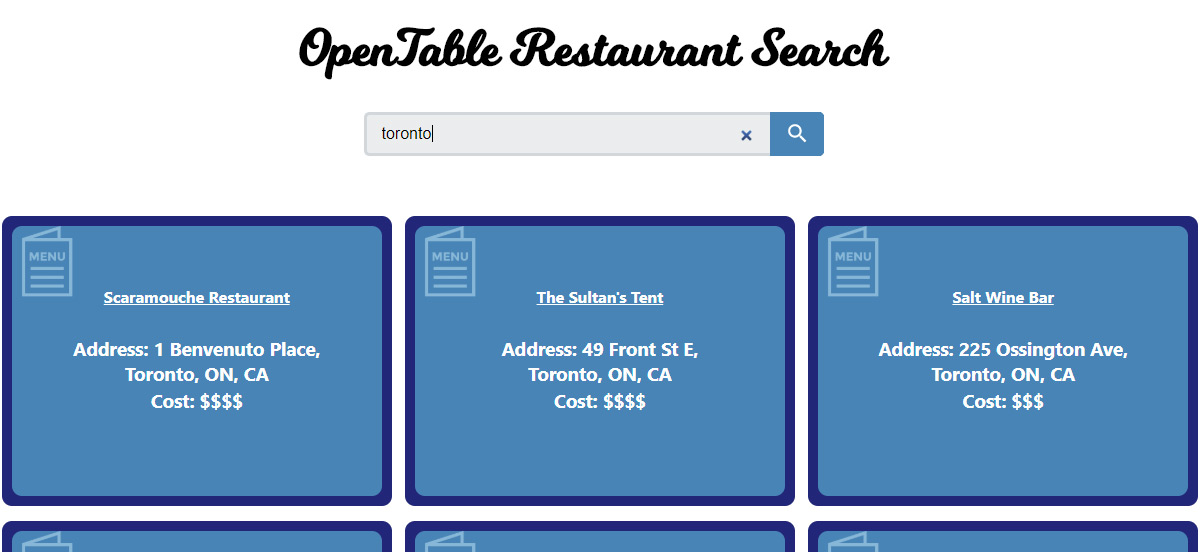 OpenTable Restaurant Search
toronto
MENU
Scaramouche Restaurant
Address: 1 Benvenuto Place,
Toronto, ON, CA
Cost: $$$$
MENU
The Sultan's Tent
Address: 49 Front St E,
Toronto, ON, CA
Cost: $$$$
MENU
Salt Wine Bar
Address: 225 Ossington Ave,
Toronto, ON, CA
Cost: $$$